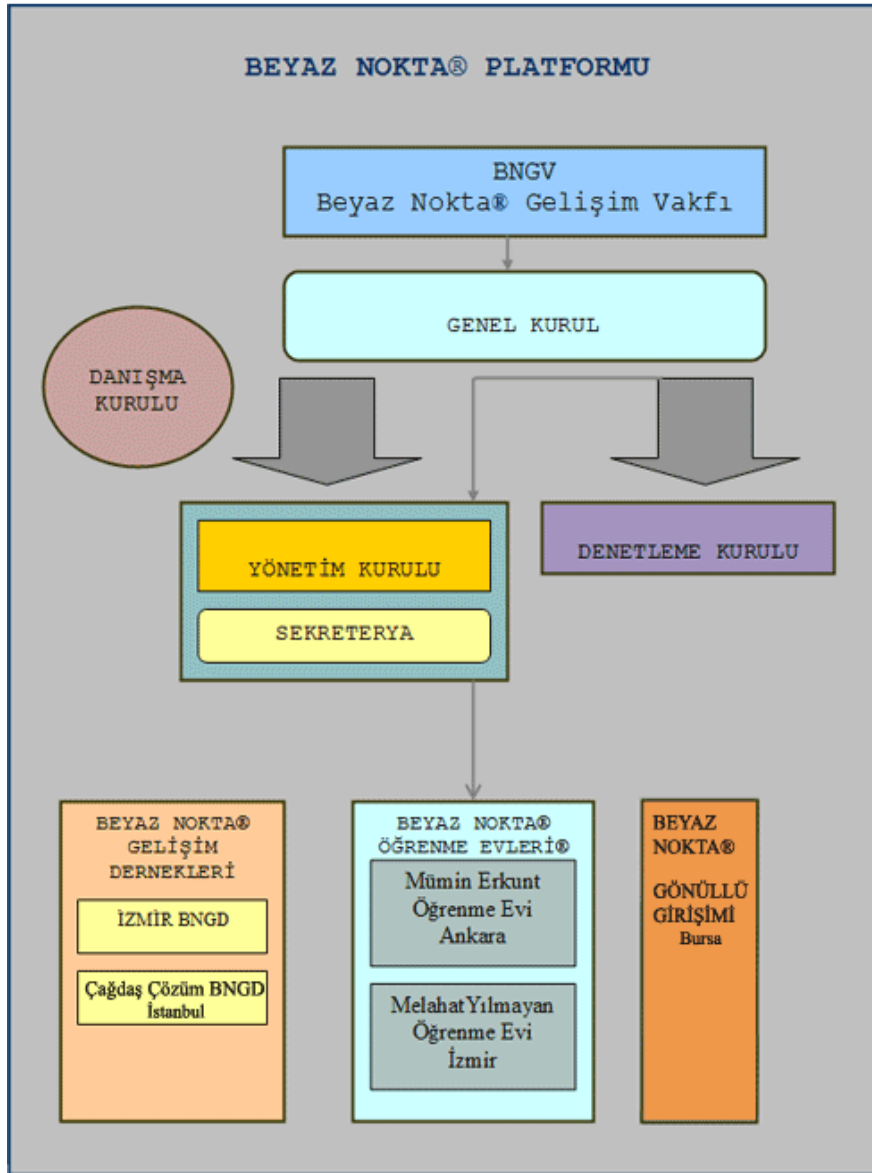 BEYAZ NOKTA® PLATFORMU
BNGV
Beyaz Nokta® Gelişim Vakfı
GENEL KURUL
DANIŞMA
KURULU
YÖNETİM KURULU
SEKRETERYA
DENETLEME KURULU
BEYAZ NOKTA®
GELİŞİM
DERNEKLERİ
İZMİR BNGD
Çağdaş Çözüm BNGD
İstanbul
BEYAZ NOKTA®
ÖĞRENME EVLERİ®
Mümin Erkunt
Öğrenme Evi
Ankara
MelahatYılmayan
Öğrenme Evi
İzmir
BEYAZ
NOKTA®
GÖNÜLLÜ
GİRİŞİMİ
Bursa